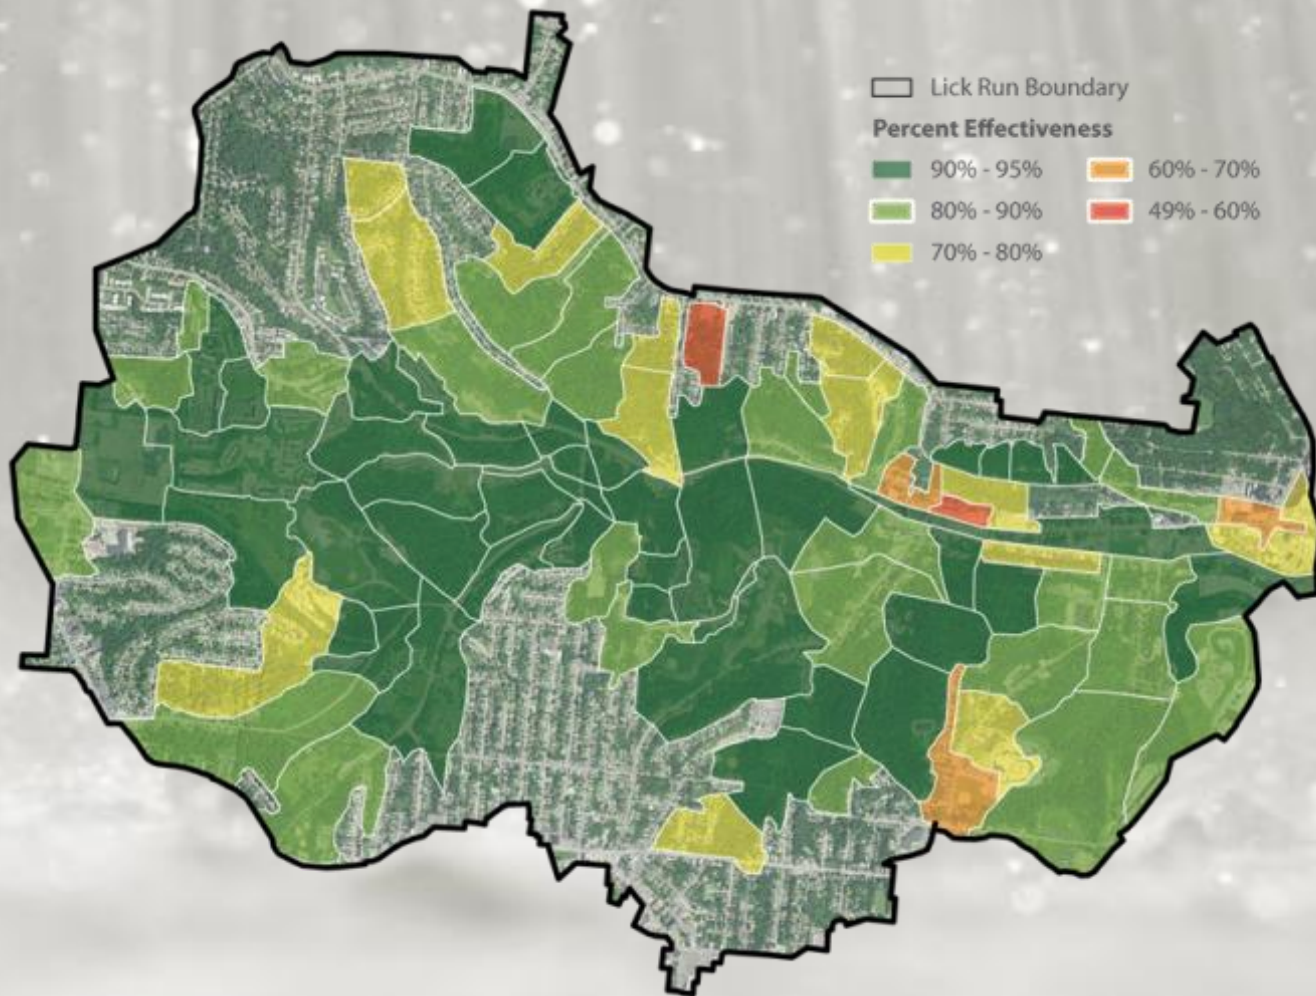 Lick Run Boundary
Percent Effectiveness
90% - 95%
80% - 90%
70% - 80%
60% - 70%
49% - 60%